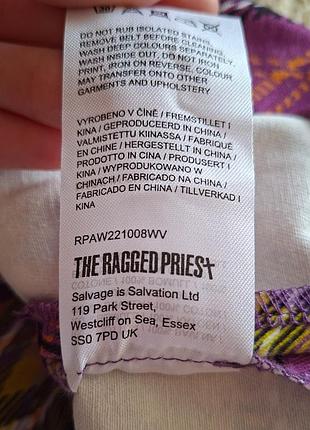 DO NOT RUB ISOLATED STAINS.
REMOVE BELT BEFORE CLEANING.
WASH DEEP COLOURS SEPARATELY.
WASH INSIDE OUT, DO NOT
IRON, IRON ON REVERSE. COLOUR
MAY TRANSFER ONTO OTHER
GARMENTS AND UPHOLSTERY
VYROBENO V ČÍNĚ / FREMSTILLET I
KINA / GEPRODUCEERD IN CHINA /
VALMISTETTU KIINASSA / FABRIQUÉ
EN CHINE / HERGESTELLT IN CHINA /
PRODOTTO IN CINA / PRODUSERT I
KINA / WYPRODUKOWANO W
CHINACH / FABRICADO NA CHINA /
FABRICADO EN CHINA / TILLVERKAD I
KINA
RPAW221008WV
THE RAGGED PRIEST
Salvage is Salvation Ltd
119 Park Street,
Westcliff on Sea, Essex
SS0 7PD UK